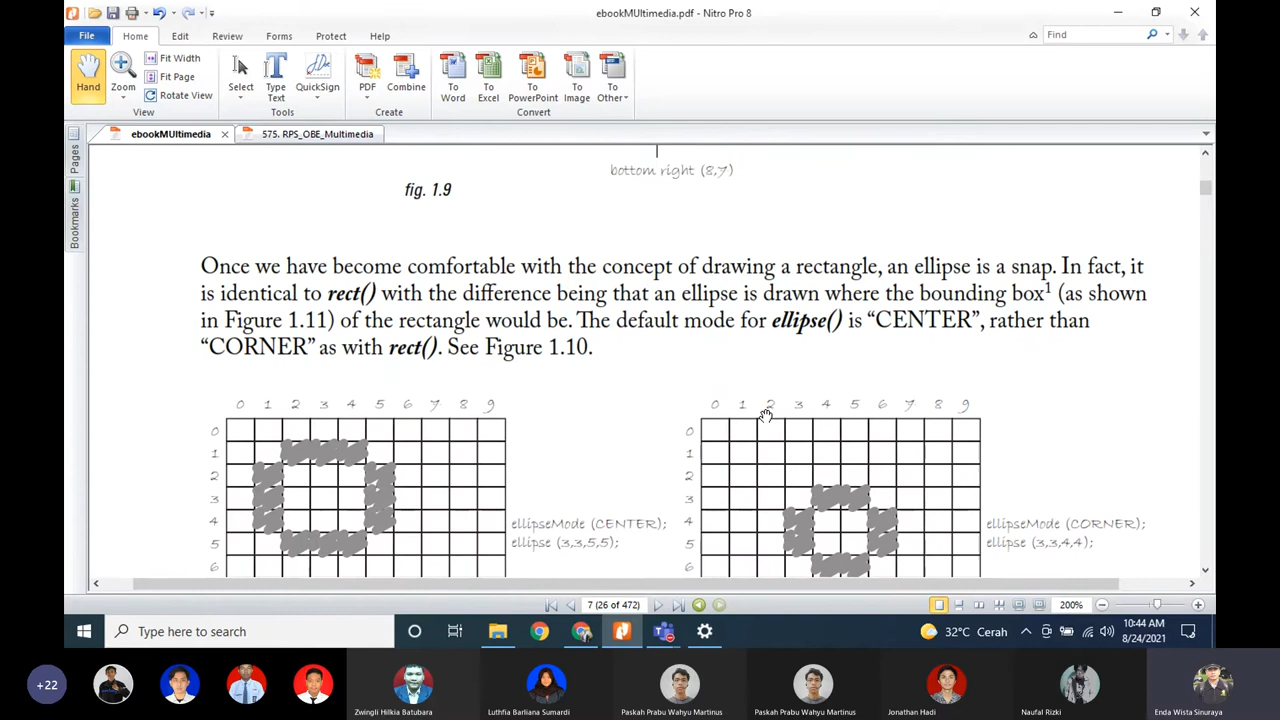 ebookMUltimedia.pdf - Nitro Pro 8
File Home Edit Review Forms Protect Help
Find
Hand
Zoom
Fit Width
Fit Page
Rotate View
View
Select
Type Text
QuickSign
Tools
PDF
Combine
Create
To Word
To Excel
To PowerPoint
To Image
To Other
Convert
ebookMUltimedia
575. RPS_OBE_Multimedia
Pages
Bookmarks
bottom right (8,7)
fig. 1.9
Once we have become comfortable with the concept of drawing a rectangle, an ellipse is a snap. In fact, it
is identical to rect() with the difference being that an ellipse is drawn where the bounding box1 (as shown
in Figure 1.11) of the rectangle would be. The default mode for ellipse() is “CENTER”, rather than
“CORNER” as with rect(). See Figure 1.10.
0 1 2 3 4 5 6 7 8 9
0
1
2
3
4
5
6
ellipseMode (CENTER);
ellipse (3,3,5,5);
0 1 2 3 4 5 6 7 8 9
0
1
2
3
4
5
6
ellipseMode (CORNER);
ellipse (3,3,4,4);
7 (26 of 472)
200%
Type here to search
32°C Cerah
10:44 AM
8/24/2021
+22
Zwingli Hilkia Batubara
Luthfia Barliana Sumardi
Paskah Prabu Wahyu Martinus
Paskah Prabu Wahyu Martinus
Jonathan Hadi
Naufal Rizki
Enda Wista Sinuraya